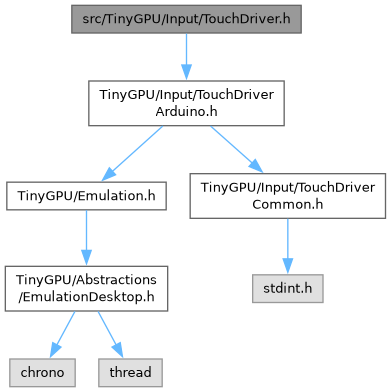 src/TinyGPU/Input/TouchDriver.h
TinyGPU/Input/TouchDriver
Arduino.h
TinyGPU/Emulation.h
TinyGPU/Input/TouchDriver
Common.h
TinyGPU/Abstractions
/EmulationDesktop.h
stdint.h
chrono
thread